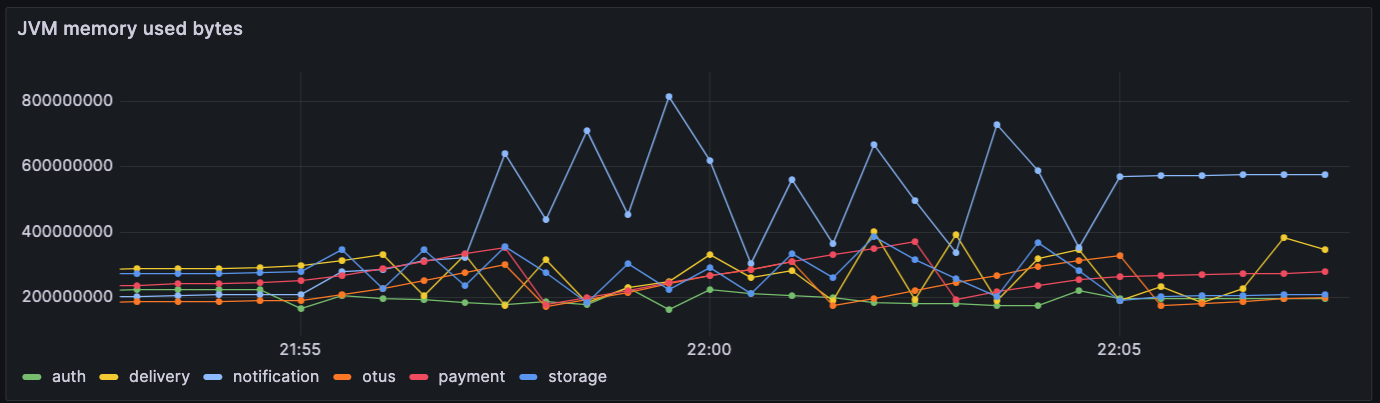 JVM memory used bytes
800000000
600000000
400000000
200000000
21:55 22:00 22:05
auth delivery notification otus payment storage